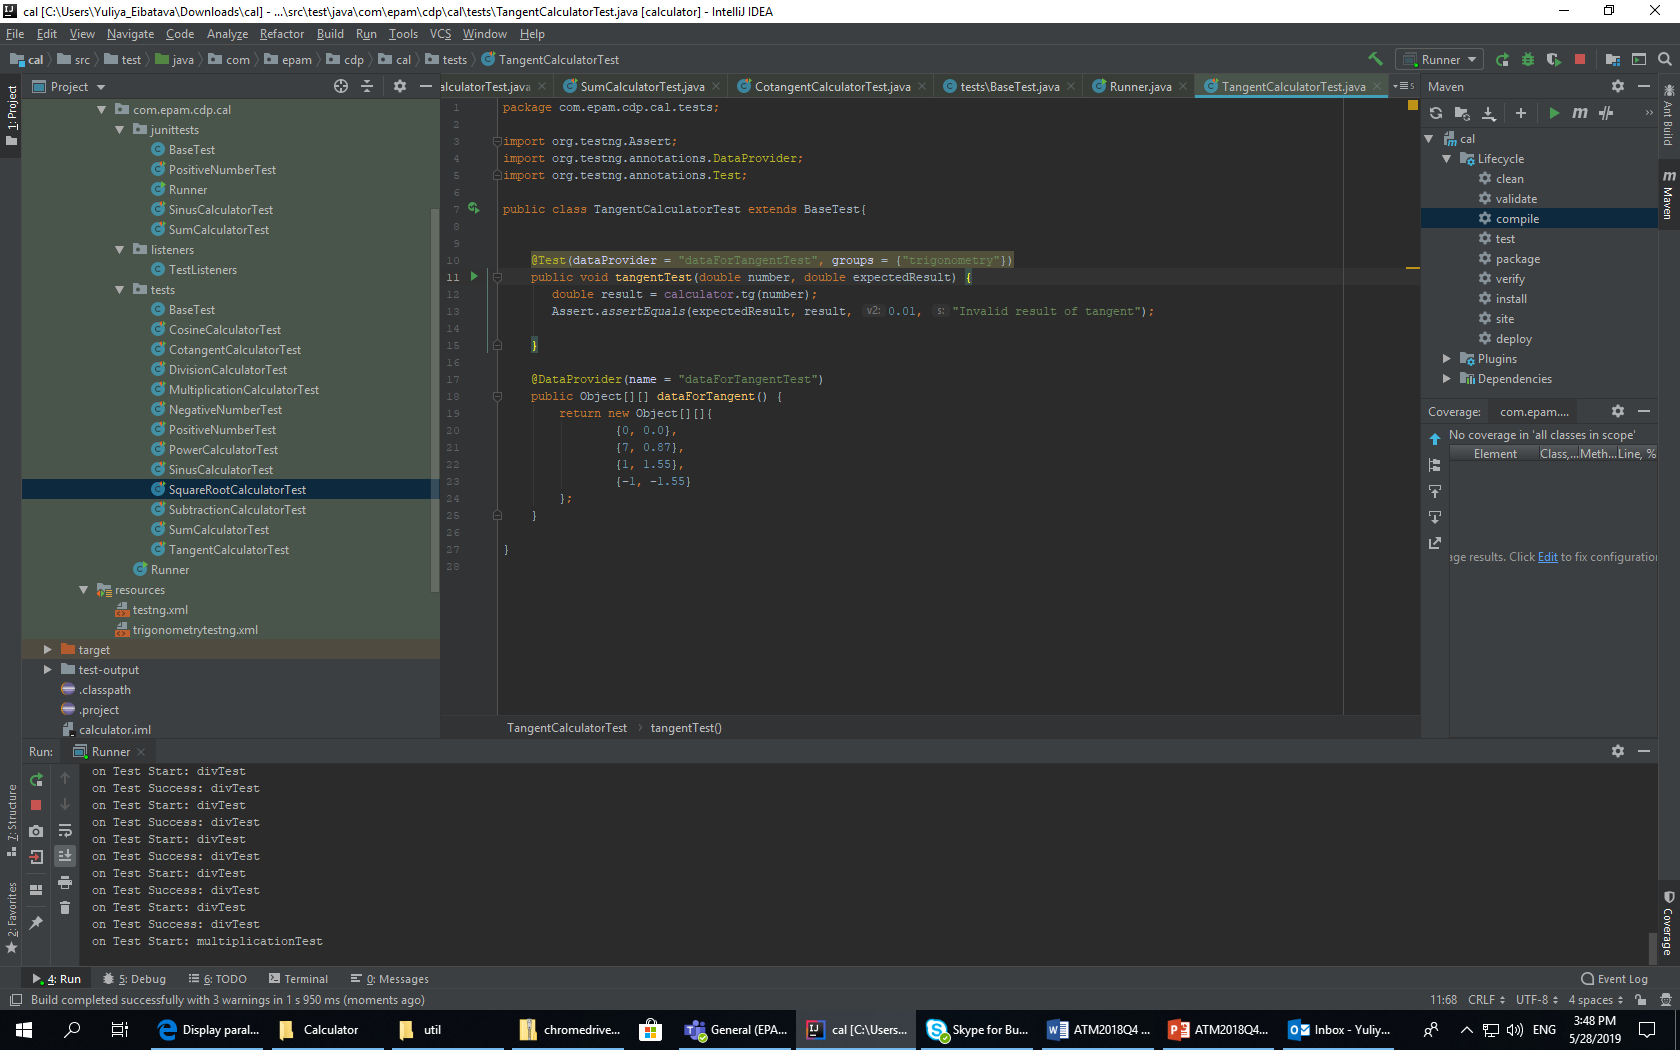 cal [C:\Users\Yuliya_Eibatava\Downloads\cal] - ...\src\test\java\com\epam\cdp\cal\tests\TangentCalculatorTest.java [calculator] - IntelliJ IDEA
File Edit View Navigate Code Analyze Refactor Build Run Tools VCS Window Help
cal src test java com epam cdp cal tests TangentCalculatorTest
Runner
Project
alculatorTest.java SumCalculatorTest.java CotangentCalculatorTest.java tests\BaseTest.java Runner.java TangentCalculatorTest.java
5
1: Project
com.epam.cdp.cal
junittests
BaseTest
PositiveNumberTest
Runner
SinusCalculatorTest
SumCalculatorTest
listeners
TestListeners
tests
BaseTest
CosineCalculatorTest
CotangentCalculatorTest
DivisionCalculatorTest
MultiplicationCalculatorTest
NegativeNumberTest
PositiveNumberTest
PowerCalculatorTest
SinusCalculatorTest
SquareRootCalculatorTest
SubtractionCalculatorTest
SumCalculatorTest
TangentCalculatorTest
Runner
resources
testng.xml
trigonometrytestng.xml
target
test-output
.classpath
.project
calculator.iml
1 package com.epam.cdp.cal.tests;
2
3 import org.testng.Assert;
4 import org.testng.annotations.DataProvider;
5 import org.testng.annotations.Test;
6
7 public class TangentCalculatorTest extends BaseTest{
8
9
10 @Test(dataProvider = "dataForTangentTest", groups = {"trigonometry"})
11 public void tangentTest(double number, double expectedResult) {
12 double result = calculator.tg(number);
13 Assert.assertEquals(expectedResult, result, v2: 0.01, s: "Invalid result of tangent");
14
15 }
16
17 @DataProvider(name = "dataForTangentTest")
18 public Object[][] dataForTangent() {
19 return new Object[][]{
20 {0, 0.0},
21 {7, 0.87},
22 {1, 1.55},
23 {-1, -1.55}
24 };
25 }
26
27 }
28
TangentCalculatorTest tangentTest()
Maven
cal
Lifecycle
clean
validate
compile
test
package
verify
install
site
deploy
Plugins
Dependencies
Ant Build
Maven
Coverage: com.epam....
No coverage in 'all classes in scope'
Element Class,... Meth... Line, %
age results. Click Edit to fix configuration
Coverage
Run: Runner
on Test Start: divTest
on Test Success: divTest
on Test Start: divTest
on Test Success: divTest
on Test Start: divTest
on Test Success: divTest
on Test Start: divTest
on Test Success: divTest
on Test Start: divTest
on Test Success: divTest
on Test Start: multiplicationTest
7: Structure
2: Favorites
4: Run 5: Debug 6: TODO Terminal 0: Messages Event Log
Build completed successfully with 3 warnings in 1 s 950 ms (moments ago) 11:68 CRLF UTF-8 4 spaces
Display paral... Calculator util chromedrive... General (EPA... cal [C:\Users... Skype for Bu... ATM2018Q4 ... ATM2018Q4... Inbox - Yuliy... ENG 3:48 PM
5/28/2019